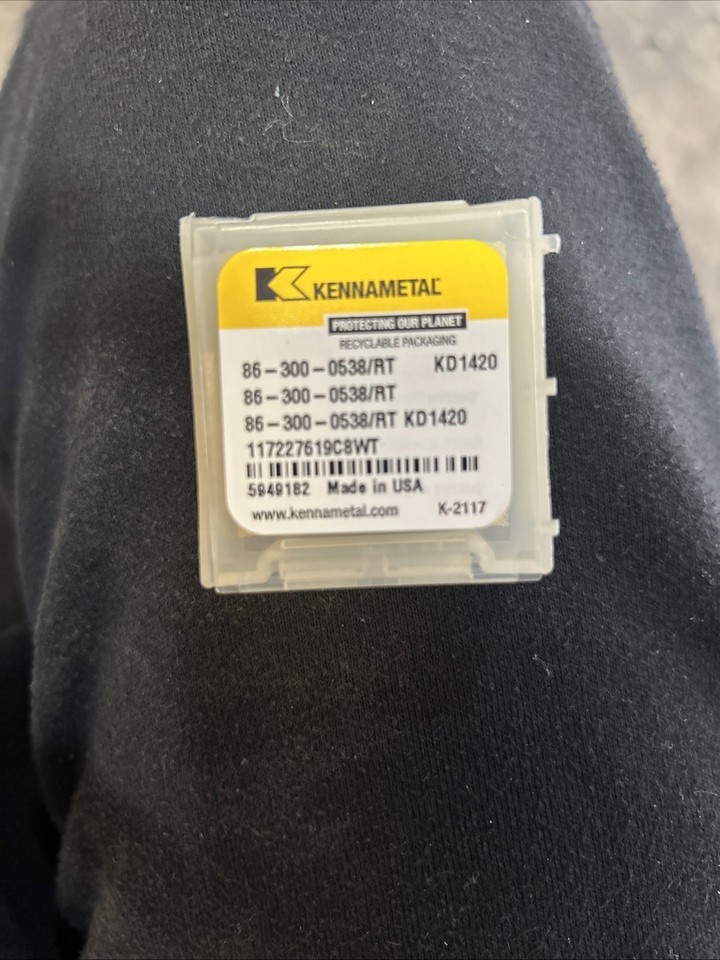 KENNAMETAL
PROTECTING OUR PLANET
RECYCLABLE PACKAGING
86-300-0538/RT KD1420
86-300-0538/RT
86-300-0538/RT KD1420
117227619C8WT
5949182 Made in USA
www.kennametal.com K-2117